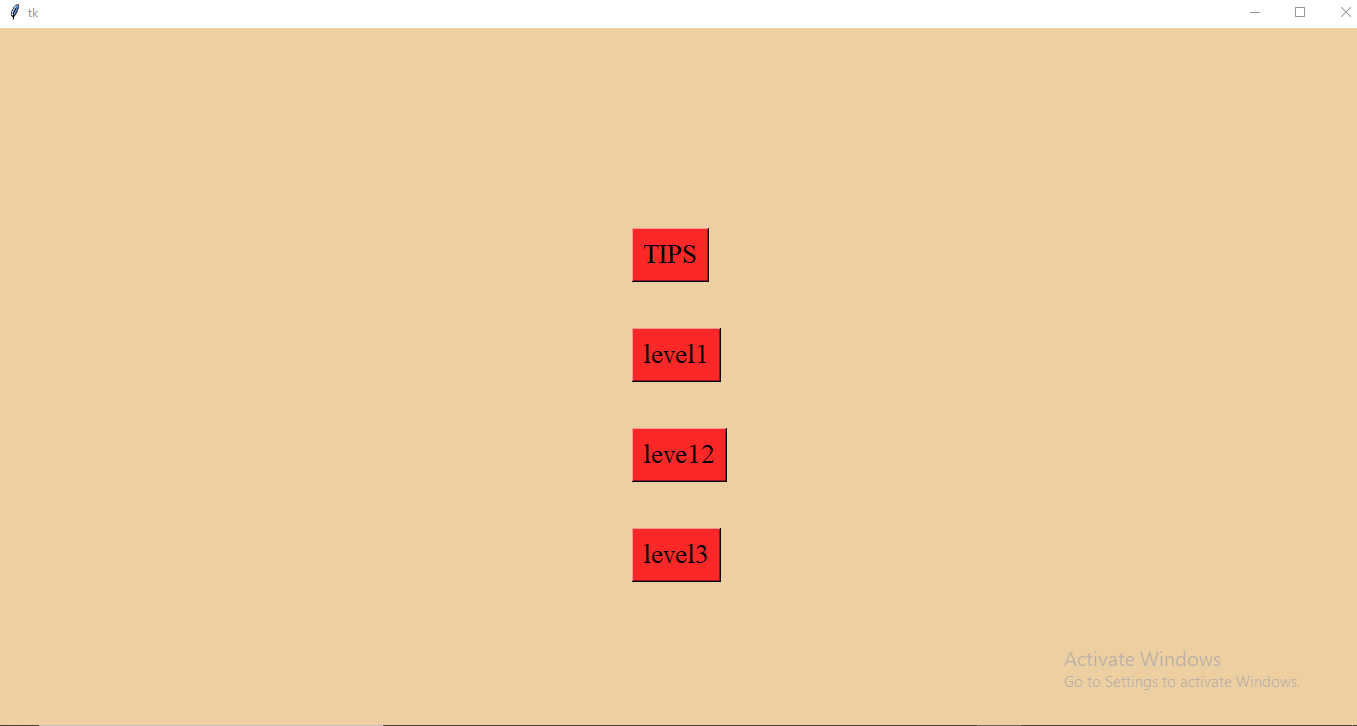 tk
TIPS
level1
leve12
level3
Activate Windows
Go to Settings to activate Windows.